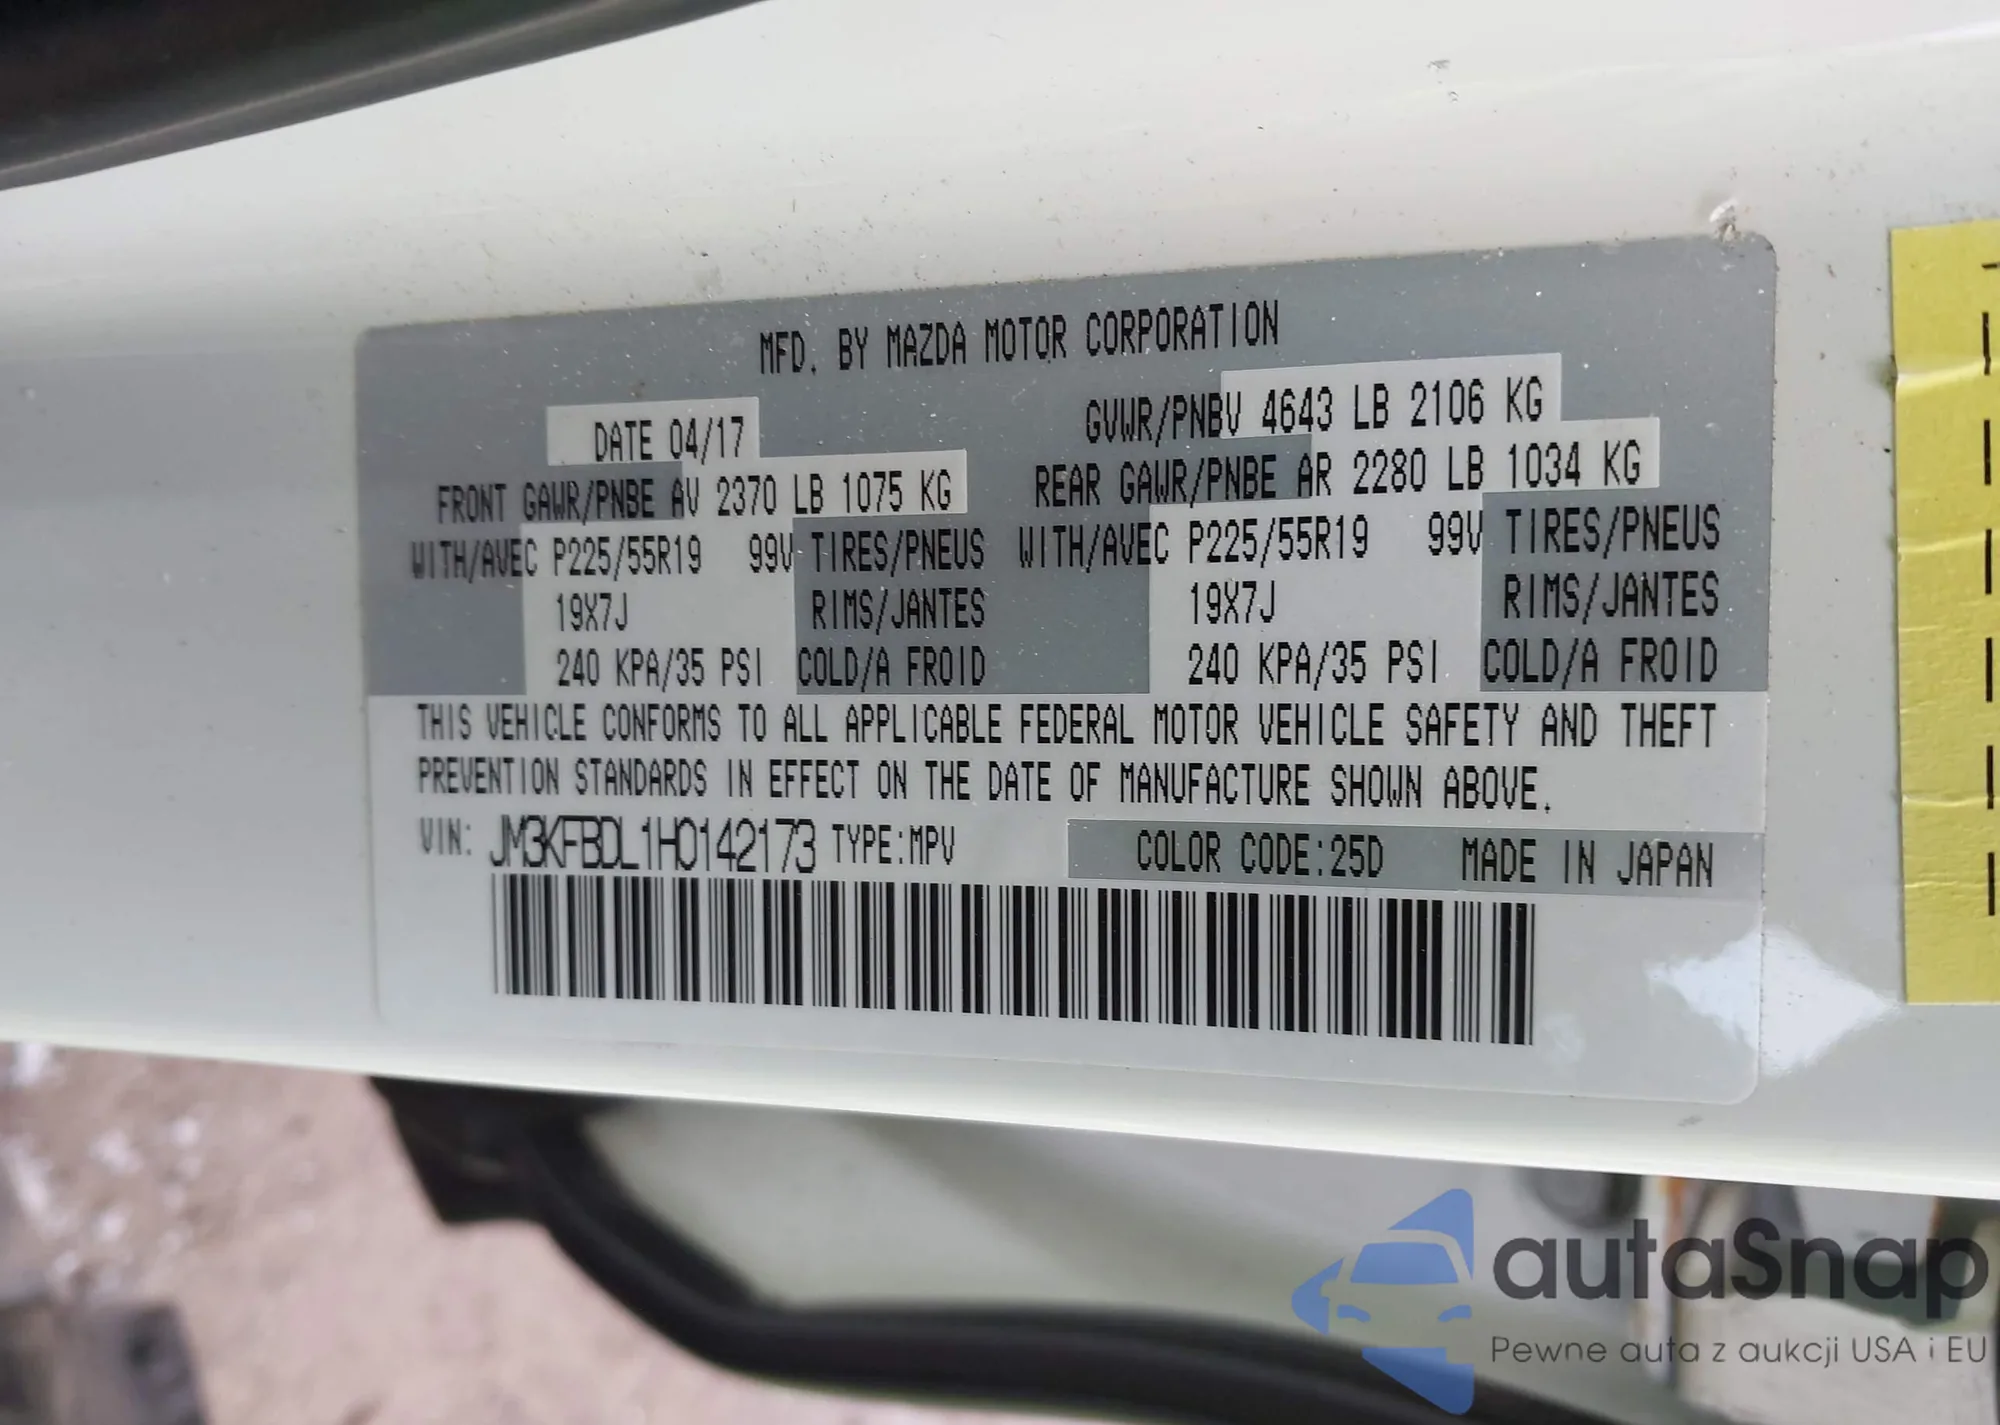 MFD. BY MAZDA MOTOR CORPORATION
DATE 04/17 GVWR/PNBV 4643 LB 2106 KG
FRONT GAWR/PNBE AV 2370 LB 1075 KG REAR GAWR/PNBE AR 2280 LB 1034 KG
WITH/AVEC P225/55R19 99V TIRES/PNEUS WITH/AVEC P225/55R19 99V TIRES/PNEUS
19X7J RIMS/JANTES 19X7J RIMS/JANTES
240 KPA/35 PSI COLD/A FROID 240 KPA/35 PSI COLD/A FROID
THIS VEHICLE CONFORMS TO ALL APPLICABLE FEDERAL MOTOR VEHICLE SAFETY AND THEFT
PREVENTION STANDARDS IN EFFECT ON THE DATE OF MANUFACTURE SHOWN ABOVE.
VIN: JM3KFBDL1H0142173 TYPE:MPV COLOR CODE:25D MADE IN JAPAN
autaSnap
Pewne auta z aukcji USA i EU